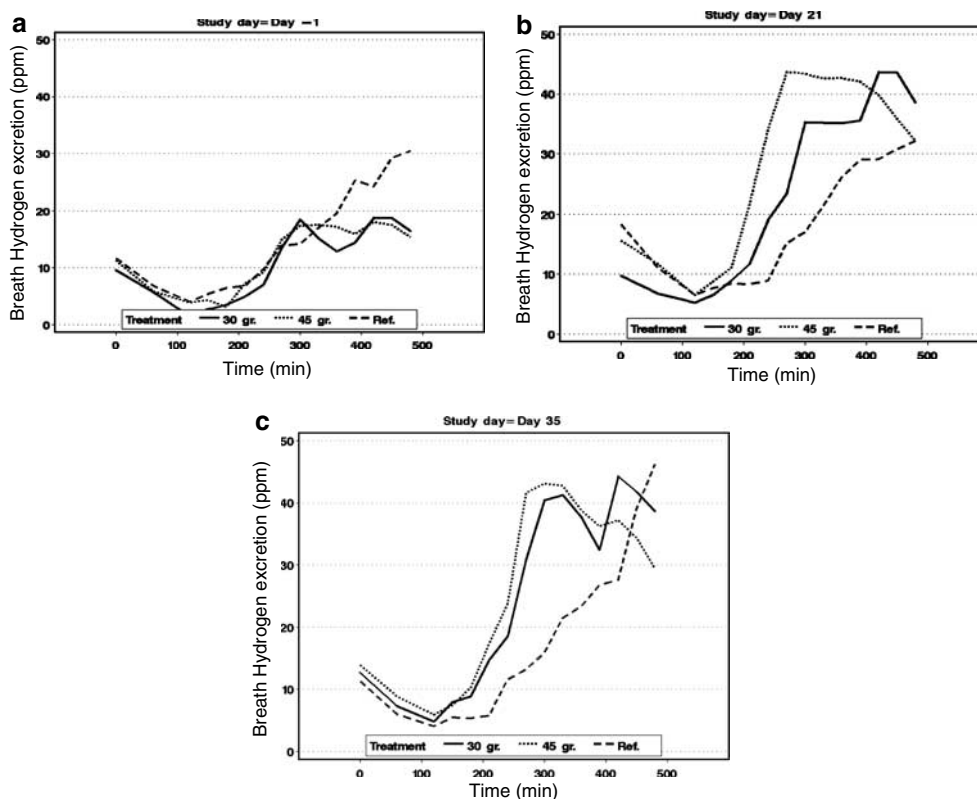 a
Study day= Day −1
Breath Hydrogen excretion (ppm)
50
40
30
20
10
0
Treatment 30 gr. 45 gr. Ref.
0 100 200 300 400 500
Time (min)
b
Study day= Day 21
Breath Hydrogen excretion (ppm)
50
40
30
20
10
0
Treatment 30 gr. 45 gr. Ref.
0 100 200 300 400 500
Time (min)
c
Study day= Day 35
Breath Hydrogen excretion (ppm)
50
40
30
20
10
0
Treatment 30 gr. 45 gr. Ref.
0 100 200 300 400 500
Time (min)